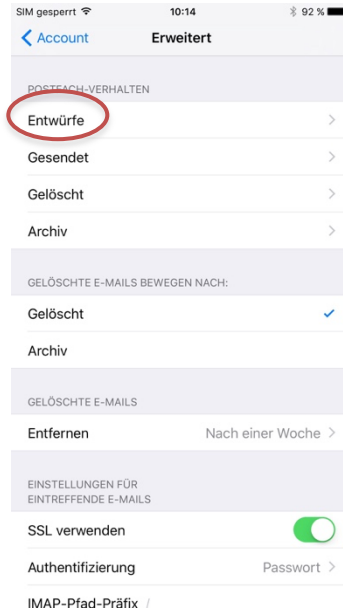 SIM gesperrt 10:14 92 %
Account Erweitert
POSTFACH-VERHALTEN
Entwürfe
Gesendet
Gelöscht
Archiv
GELÖSCHTE E-MAILS BEWEGEN NACH:
Gelöscht
Archiv
GELÖSCHTE E-MAILS
Entfernen Nach einer Woche
EINSTELLUNGEN FÜR
EINTREFFENDE E-MAILS
SSL verwenden
Authentifizierung Passwort
IMAP-Pfad-Präfix /